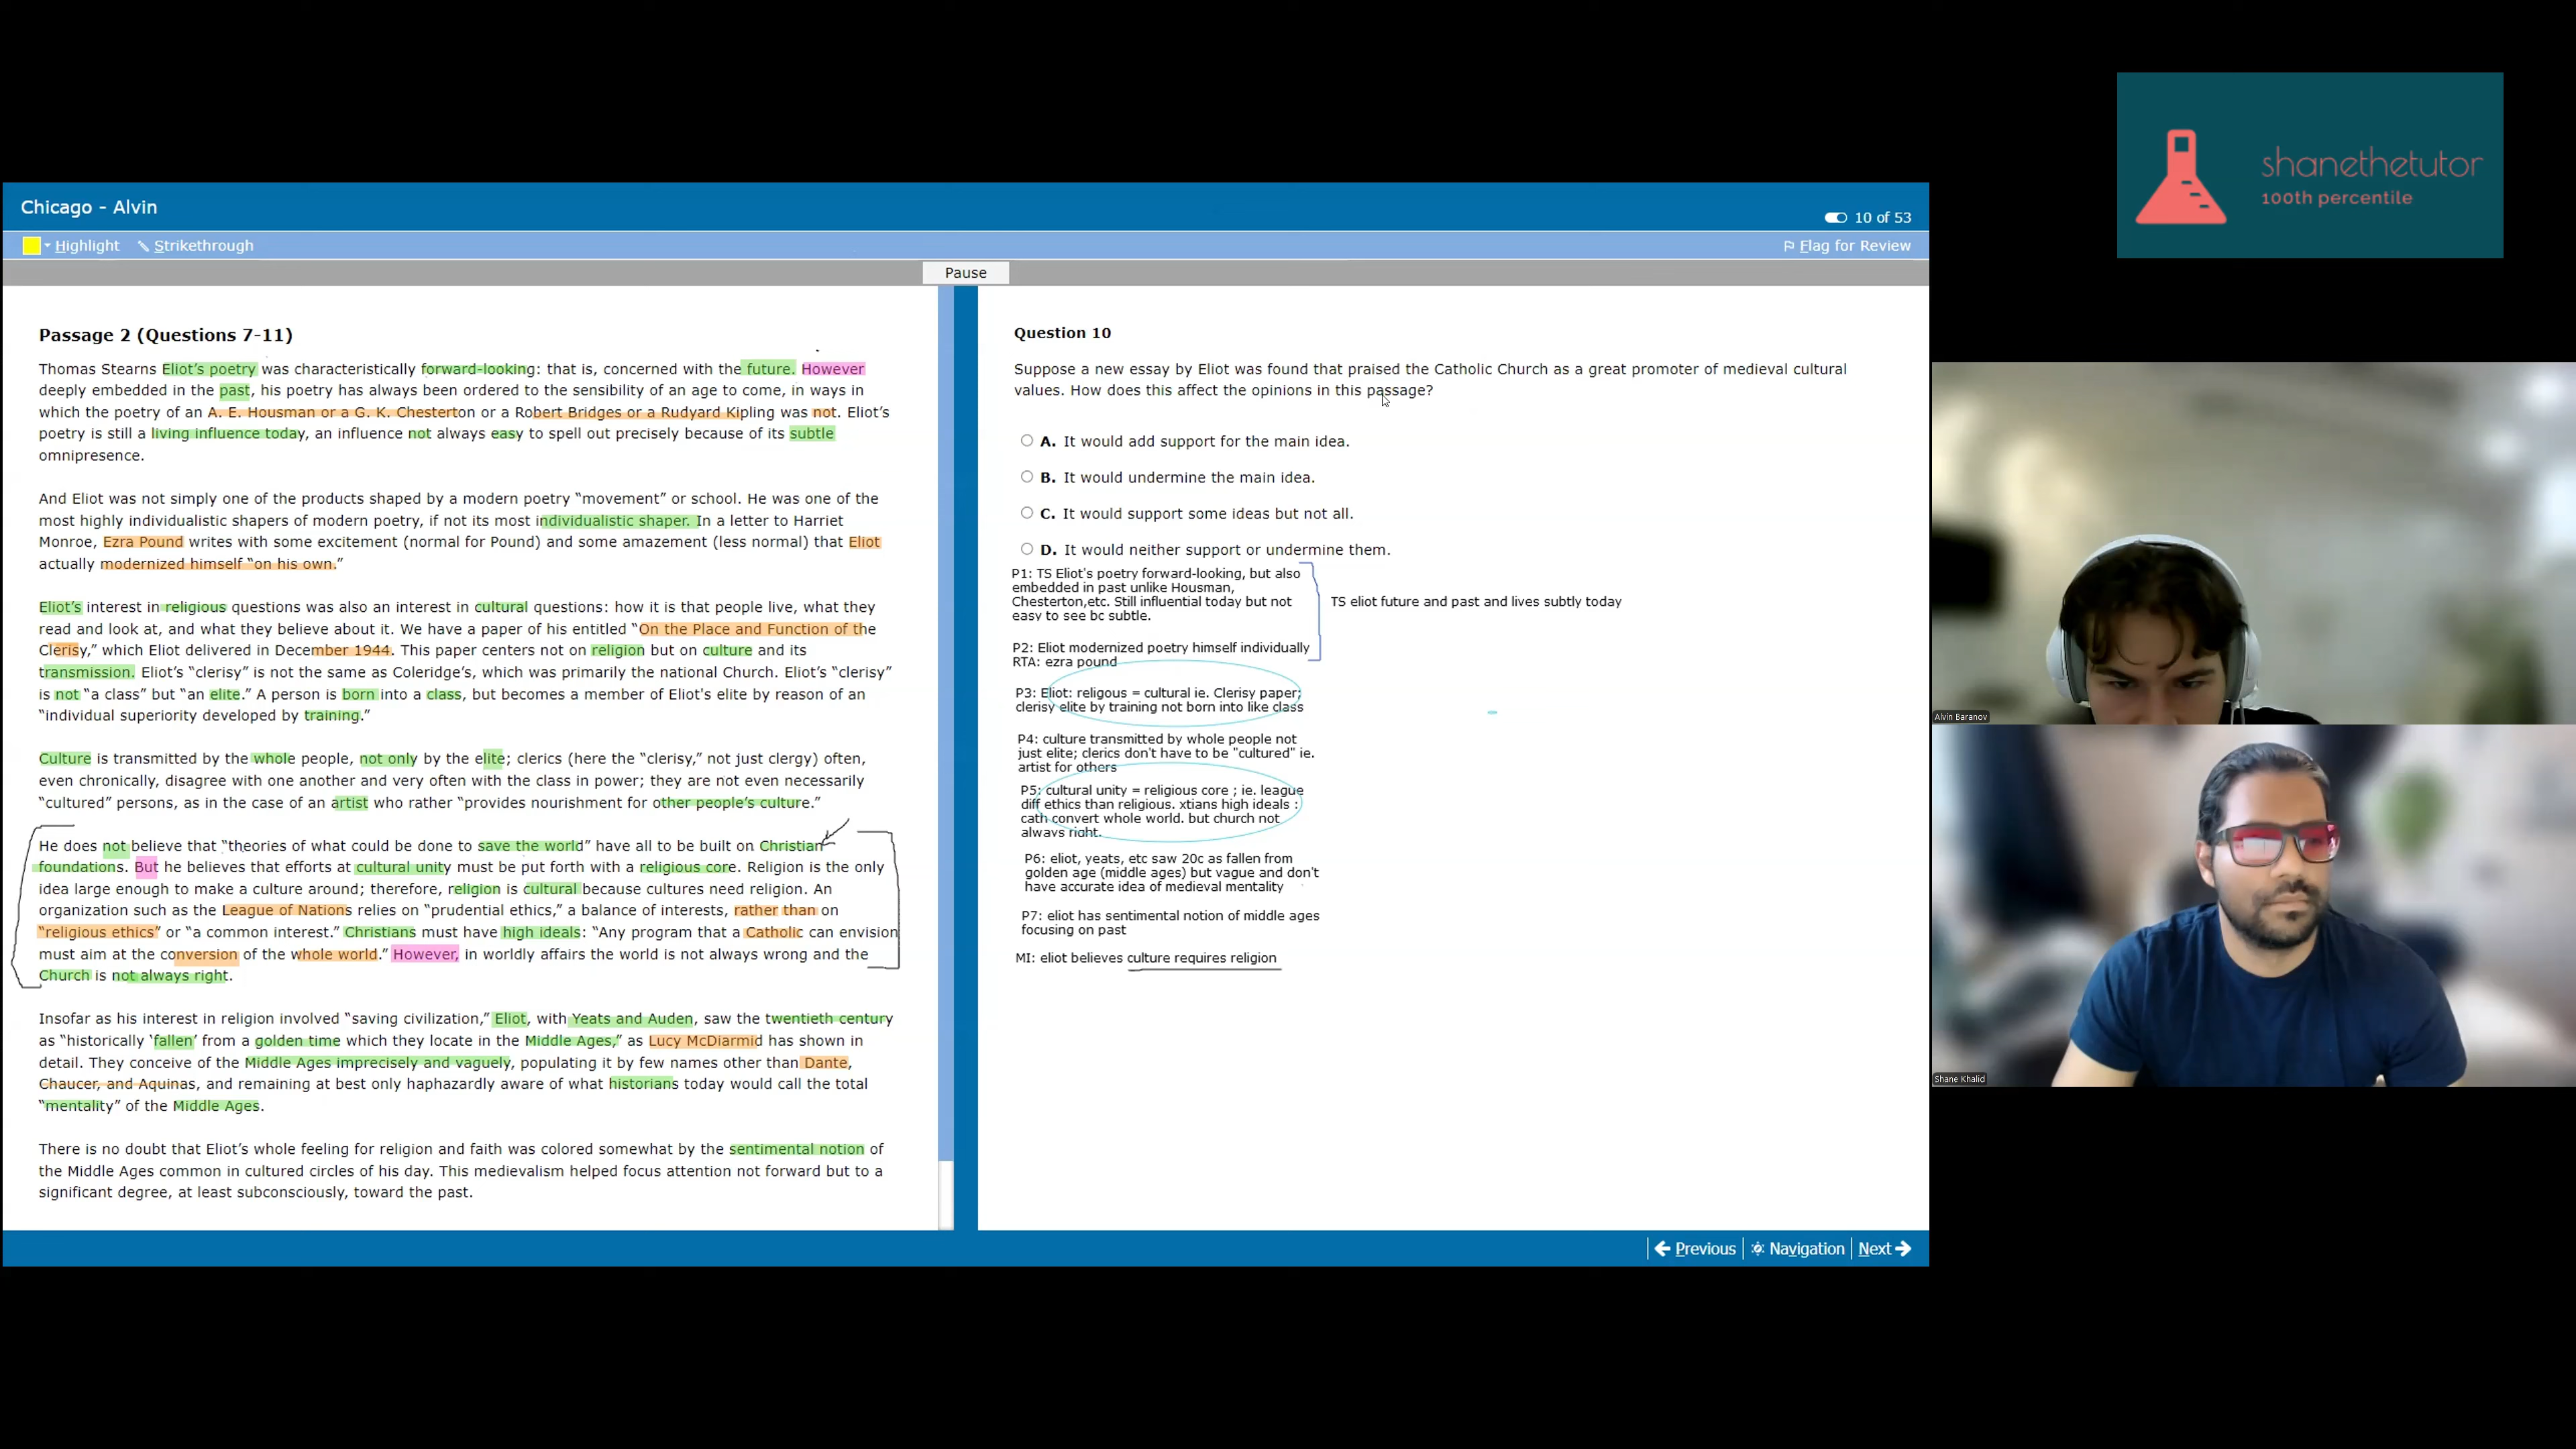 shanethetutor
100th percentile
Chicago - Alvin
10 of 53
Highlight Strikethrough
Flag for Review
Pause
Passage 2 (Questions 7-11)
Thomas Stearns Eliot's poetry was characteristically forward-looking: that is, concerned with the future. However
deeply embedded in the past, his poetry has always been ordered to the sensibility of an age to come, in ways in
which the poetry of an A. E. Housman or a G. K. Chesterton or a Robert Bridges or a Rudyard Kipling was not. Eliot's
poetry is still a living influence today, an influence not always easy to spell out precisely because of its subtle
omnipresence.
And Eliot was not simply one of the products shaped by a modern poetry “movement” or school. He was one of the
most highly individualistic shapers of modern poetry, if not its most individualistic shaper. In a letter to Harriet
Monroe, Ezra Pound writes with some excitement (normal for Pound) and some amazement (less normal) that Eliot
actually modernized himself “on his own.”
Eliot's interest in religious questions was also an interest in cultural questions: how it is that people live, what they
read and look at, and what they believe about it. We have a paper of his entitled “On the Place and Function of the
Clerisy,” which Eliot delivered in December 1944. This paper centers not on religion but on culture and its
transmission. Eliot's “clerisy” is not the same as Coleridge's, which was primarily the national Church. Eliot's “clerisy”
is not “a class” but “an elite.” A person is born into a class, but becomes a member of Eliot's elite by reason of an
“individual superiority developed by training.”
Culture is transmitted by the whole people, not only by the elite; clerics (here the “clerisy,” not just clergy) often,
even chronically, disagree with one another and very often with the class in power; they are not even necessarily
“cultured” persons, as in the case of an artist who rather “provides nourishment for other people's culture.”
He does not believe that “theories of what could be done to save the world” have all to be built on Christian
foundations. But he believes that efforts at cultural unity must be put forth with a religious core. Religion is the only
idea large enough to make a culture around; therefore, religion is cultural because cultures need religion. An
organization such as the League of Nations relies on “prudential ethics,” a balance of interests, rather than on
“religious ethics” or “a common interest.” Christians must have high ideals: “Any program that a Catholic can envision
must aim at the conversion of the whole world.” However, in worldly affairs the world is not always wrong and the
Church is not always right.
Insofar as his interest in religion involved “saving civilization,” Eliot, with Yeats and Auden, saw the twentieth century
as “historically ‘fallen’ from a golden time which they locate in the Middle Ages,” as Lucy McDiarmid has shown in
detail. They conceive of the Middle Ages imprecisely and vaguely, populating it by few names other than Dante,
Chaucer, and Aquinas, and remaining at best only haphazardly aware of what historians today would call the total
“mentality” of the Middle Ages.
There is no doubt that Eliot's whole feeling for religion and faith was colored somewhat by the sentimental notion of
the Middle Ages common in cultured circles of his day. This medievalism helped focus attention not forward but to a
significant degree, at least subconsciously, toward the past.
Question 10
Suppose a new essay by Eliot was found that praised the Catholic Church as a great promoter of medieval cultural
values. How does this affect the opinions in this passage?
A. It would add support for the main idea.
B. It would undermine the main idea.
C. It would support some ideas but not all.
D. It would neither support or undermine them.
P1: TS Eliot's poetry forward-looking, but also
embedded in past unlike Housman,
Chesterton,etc. Still influential today but not
easy to see bc subtle.
TS eliot future and past and lives subtly today
P2: Eliot modernized poetry himself individually
RTA: ezra pound
P3: Eliot: religous = cultural ie. Clerisy paper;
clerisy elite by training not born into like class
P4: culture transmitted by whole people not
just elite; clerics don't have to be "cultured" ie.
artist for others
P5: cultural unity = religious core ; ie. league
diff ethics than religious. xtians high ideals :
cath convert whole world. but church not
always right.
P6: eliot, yeats, etc saw 20c as fallen from
golden age (middle ages) but vague and don't
have accurate idea of medieval mentality
P7: eliot has sentimental notion of middle ages
focusing on past
MI: eliot believes culture requires religion
Previous Navigation Next
Alvin Baranov
Shane Khalid